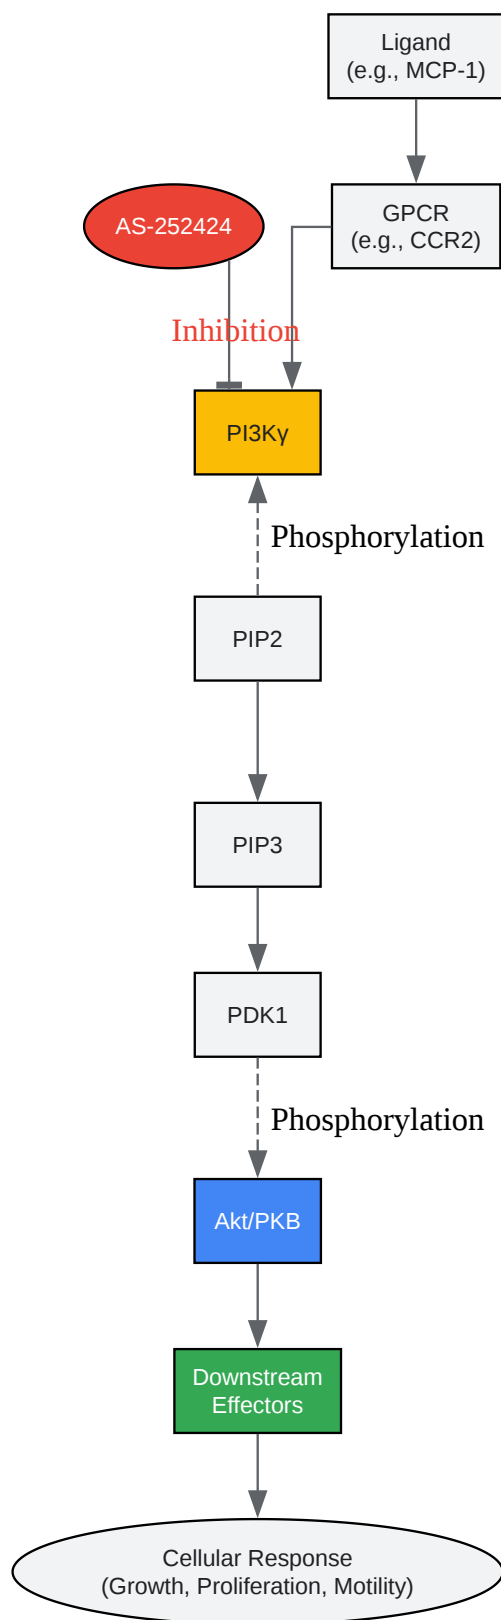 Ligand
(e.g., MCP-1)
AS-252424
GPCR
(e.g., CCR2)
Inhibition
PI3Kγ
Phosphorylation
PIP2
PIP3
PDK1
Phosphorylation
Akt/PKB
Downstream
Effectors
Cellular Response
(Growth, Proliferation, Motility)